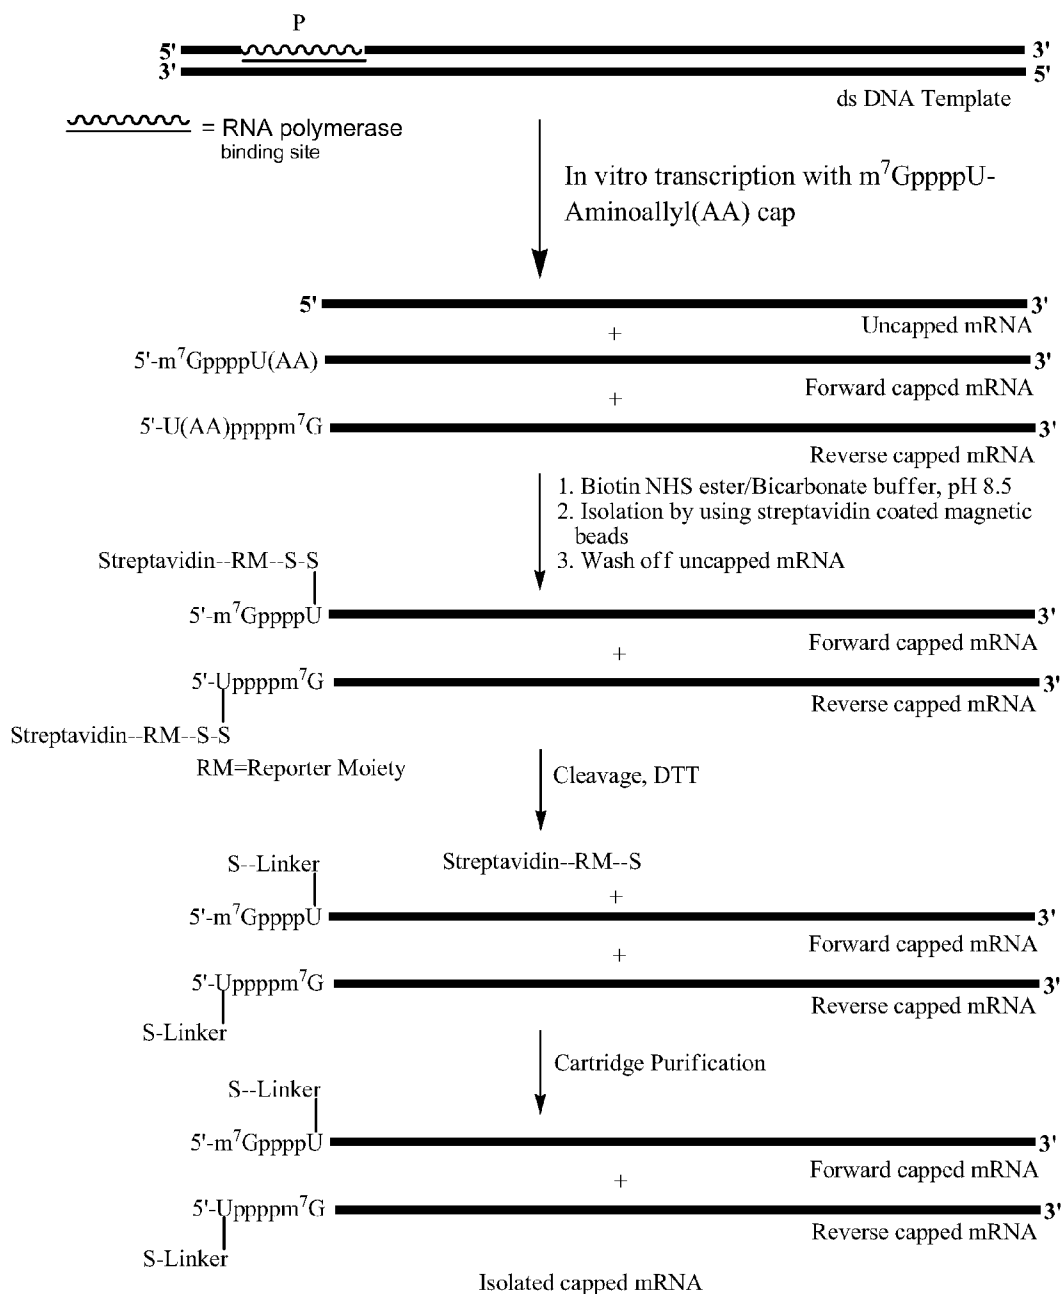 P
5' 3'
3' 5'
ds DNA Template
= RNA polymerase
binding site
In vitro transcription with m⁷GppppU-
Aminoallyl(AA) cap
5' 3'
Uncapped mRNA
+
5'-m⁷GppppU(AA) 3'
Forward capped mRNA
+
5'-U(AA)ppppm⁷G 3'
Reverse capped mRNA
1. Biotin NHS ester/Bicarbonate buffer, pH 8.5
2. Isolation by using streptavidin coated magnetic
beads
3. Wash off uncapped mRNA
Streptavidin--RM--S-S
5'-m⁷GppppU 3'
Forward capped mRNA
+
5'-Uppppm⁷G 3'
Reverse capped mRNA
Streptavidin--RM--S-S
RM=Reporter Moiety
Cleavage, DTT
S--Linker Streptavidin--RM--S
+
5'-m⁷GppppU 3'
Forward capped mRNA
+
5'-Uppppm⁷G 3'
Reverse capped mRNA
S-Linker
Cartridge Purification
S--Linker
5'-m⁷GppppU 3'
Forward capped mRNA
+
5'-Uppppm⁷G 3'
Reverse capped mRNA
S-Linker
Isolated capped mRNA